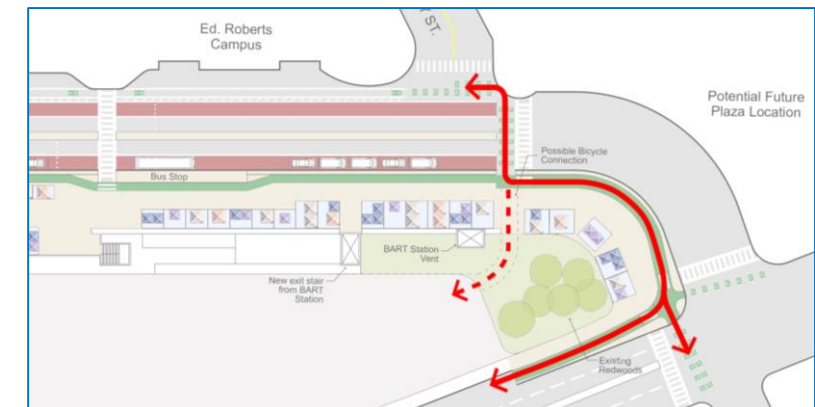 Ed. Roberts
Campus
ST.
Potential Future
Plaza Location
Possible Bicycle
Connection
Bus Stop
BART Station
Vent
New exit stair
from BART
Station
Existing
Redwoods